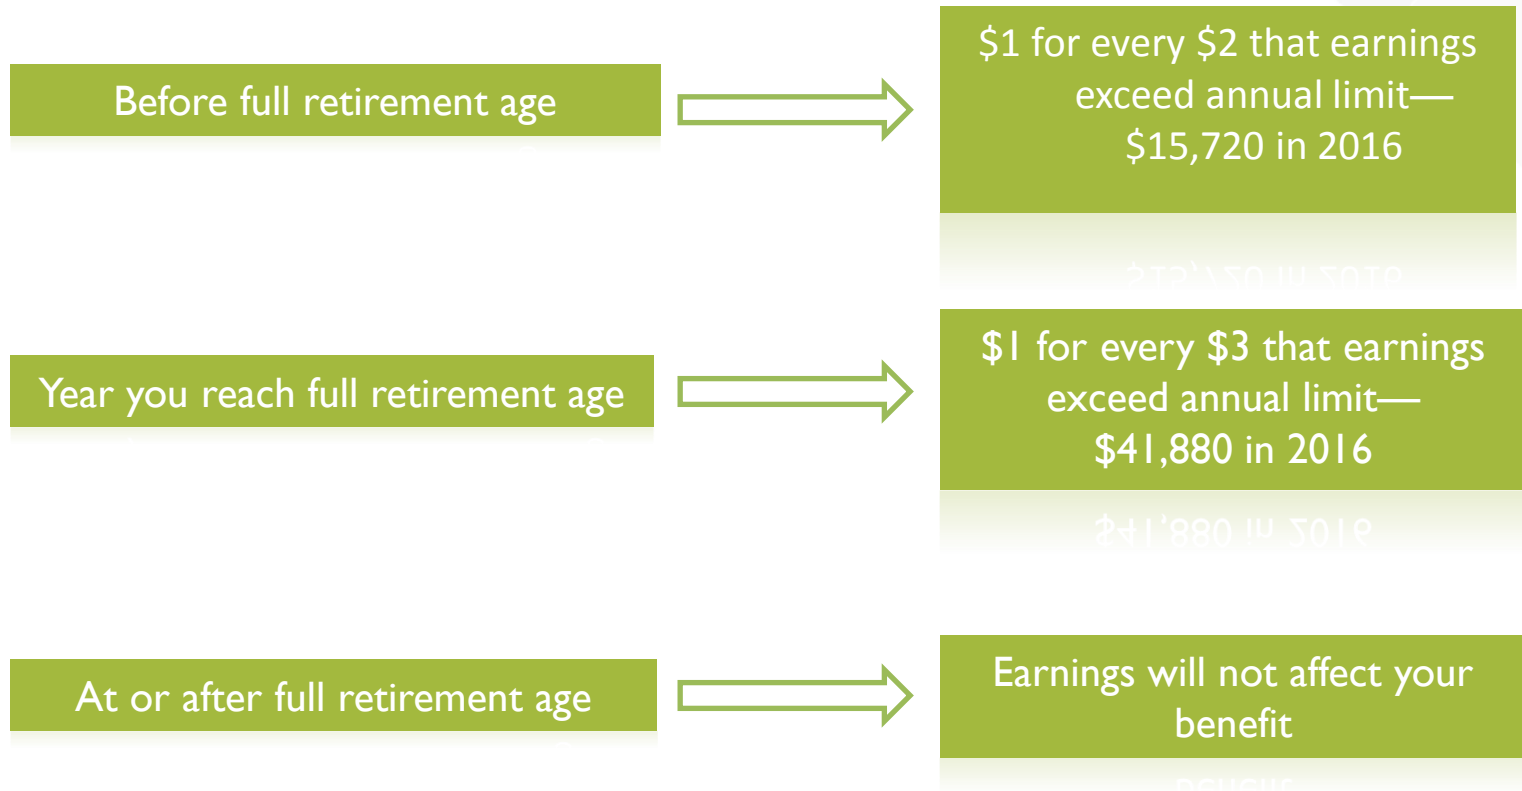 Before full retirement age
$1 for every $2 that earnings
exceed annual limit—
$15,720 in 2016
Year you reach full retirement age
$1 for every $3 that earnings
exceed annual limit—
$41,880 in 2016
At or after full retirement age
Earnings will not affect your
benefit